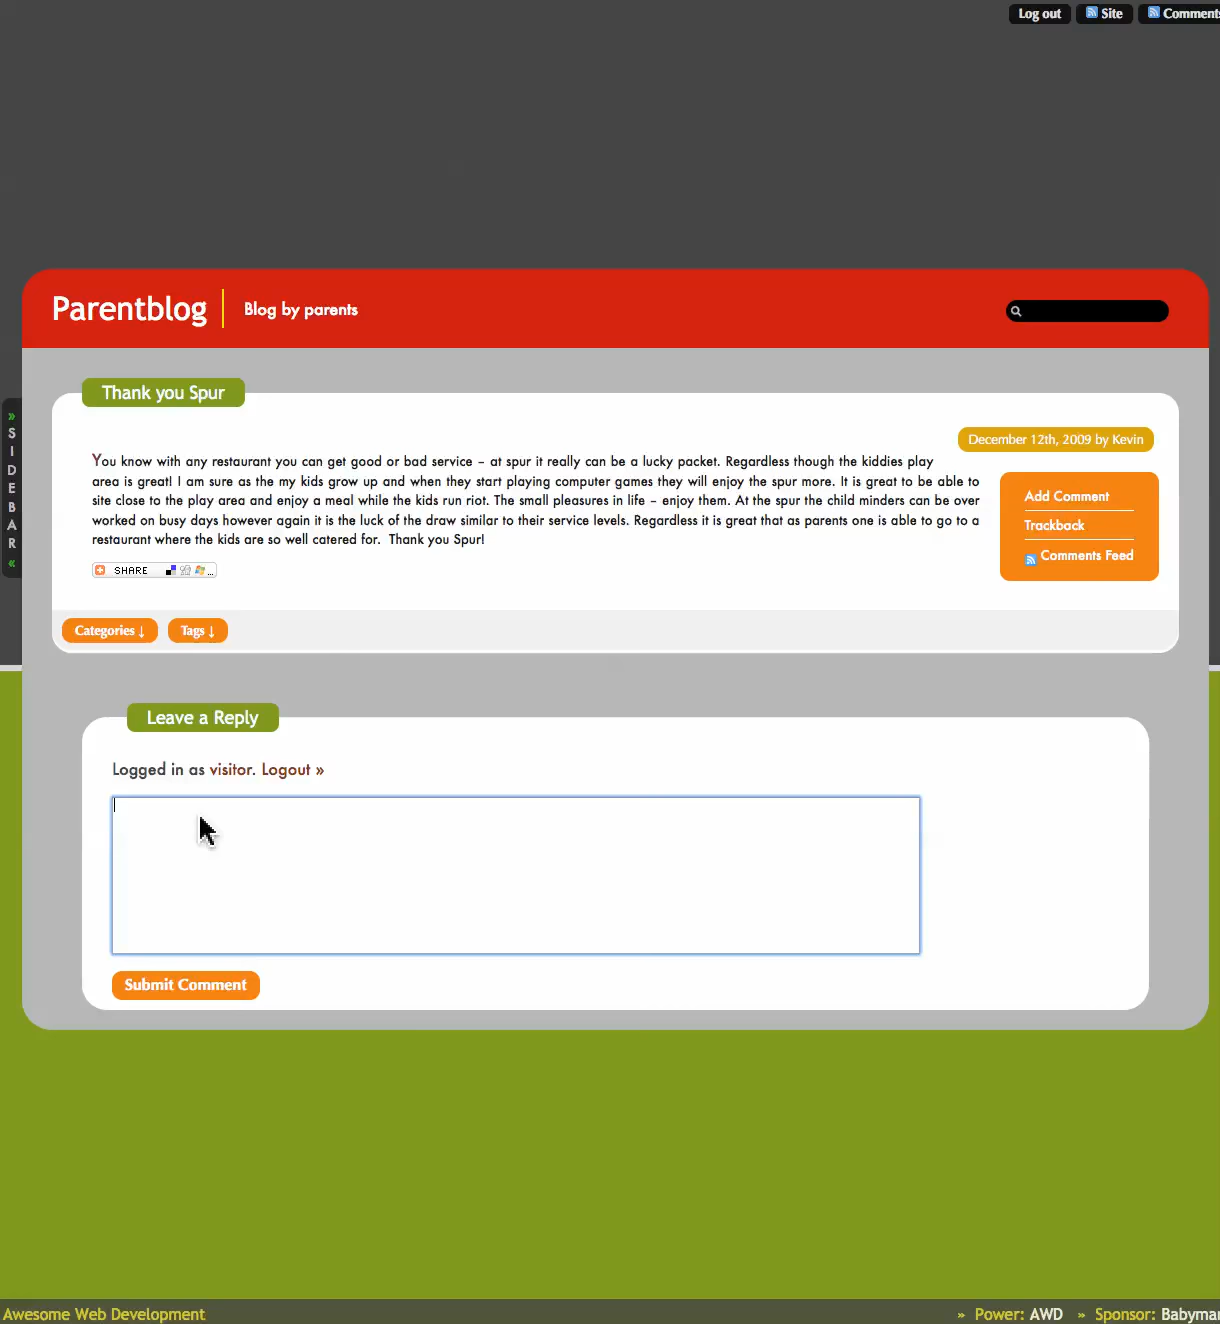 Log out Site Comments
Parentblog Blog by parents
Thank you Spur
December 12th, 2009 by Kevin
You know with any restaurant you can get good or bad service – at spur it really can be a lucky packet. Regardless though the kiddies play
area is great! I am sure as the my kids grow up and when they start playing computer games they will enjoy the spur more. It is great to be able to
site close to the play area and enjoy a meal while the kids run riot. The small pleasures in life – enjoy them. At the spur the child minders can be over
worked on busy days however again it is the luck of the draw similar to their service levels. Regardless it is great that as parents one is able to go to a
restaurant where the kids are so well catered for. Thank you Spur!
Add Comment
Trackback
Comments Feed
SHARE ...
» SIDEBAR «
Categories ↓ Tags ↓
Leave a Reply
Logged in as visitor. Logout »
Submit Comment
Awesome Web Development » Power: AWD » Sponsor: